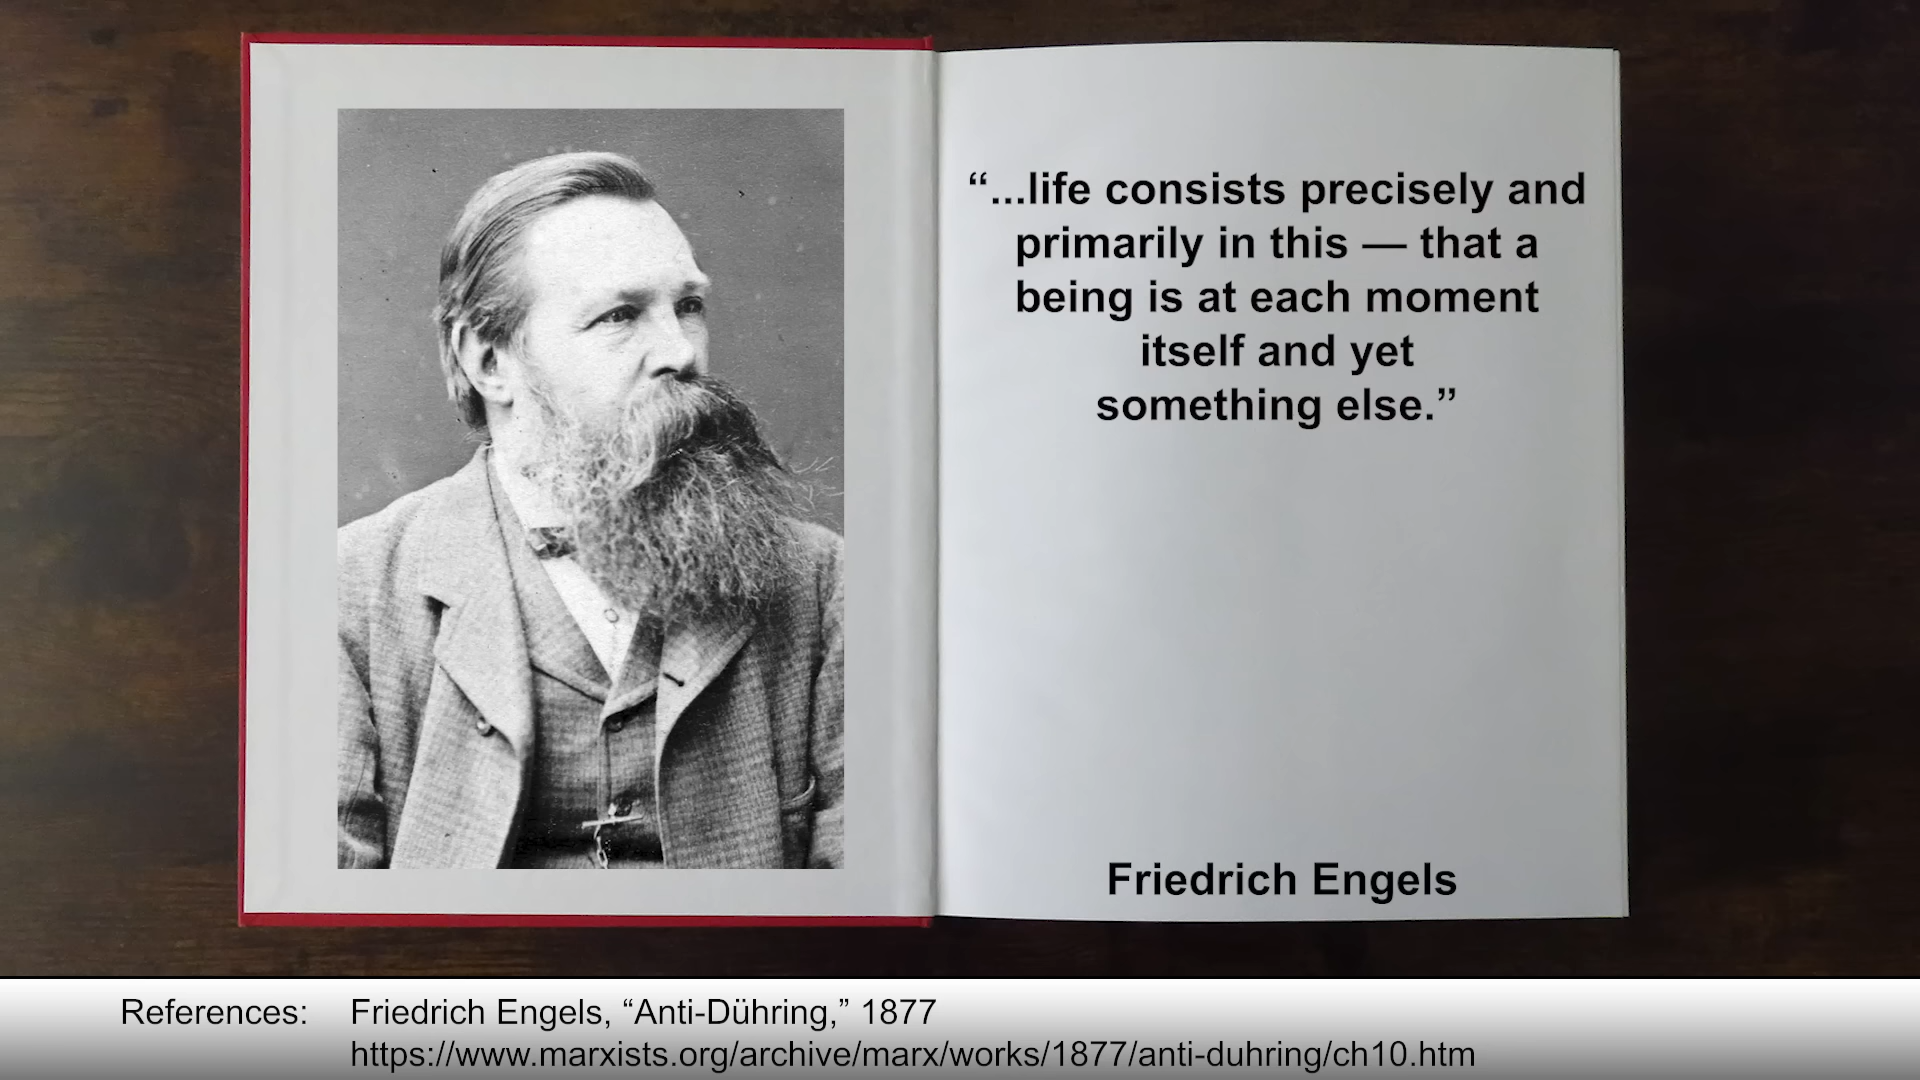 “...life consists precisely and
primarily in this — that a
being is at each moment
itself and yet
something else.”
Friedrich Engels
References: Friedrich Engels, “Anti-Dühring,” 1877
https://www.marxists.org/archive/marx/works/1877/anti-duhring/ch10.htm